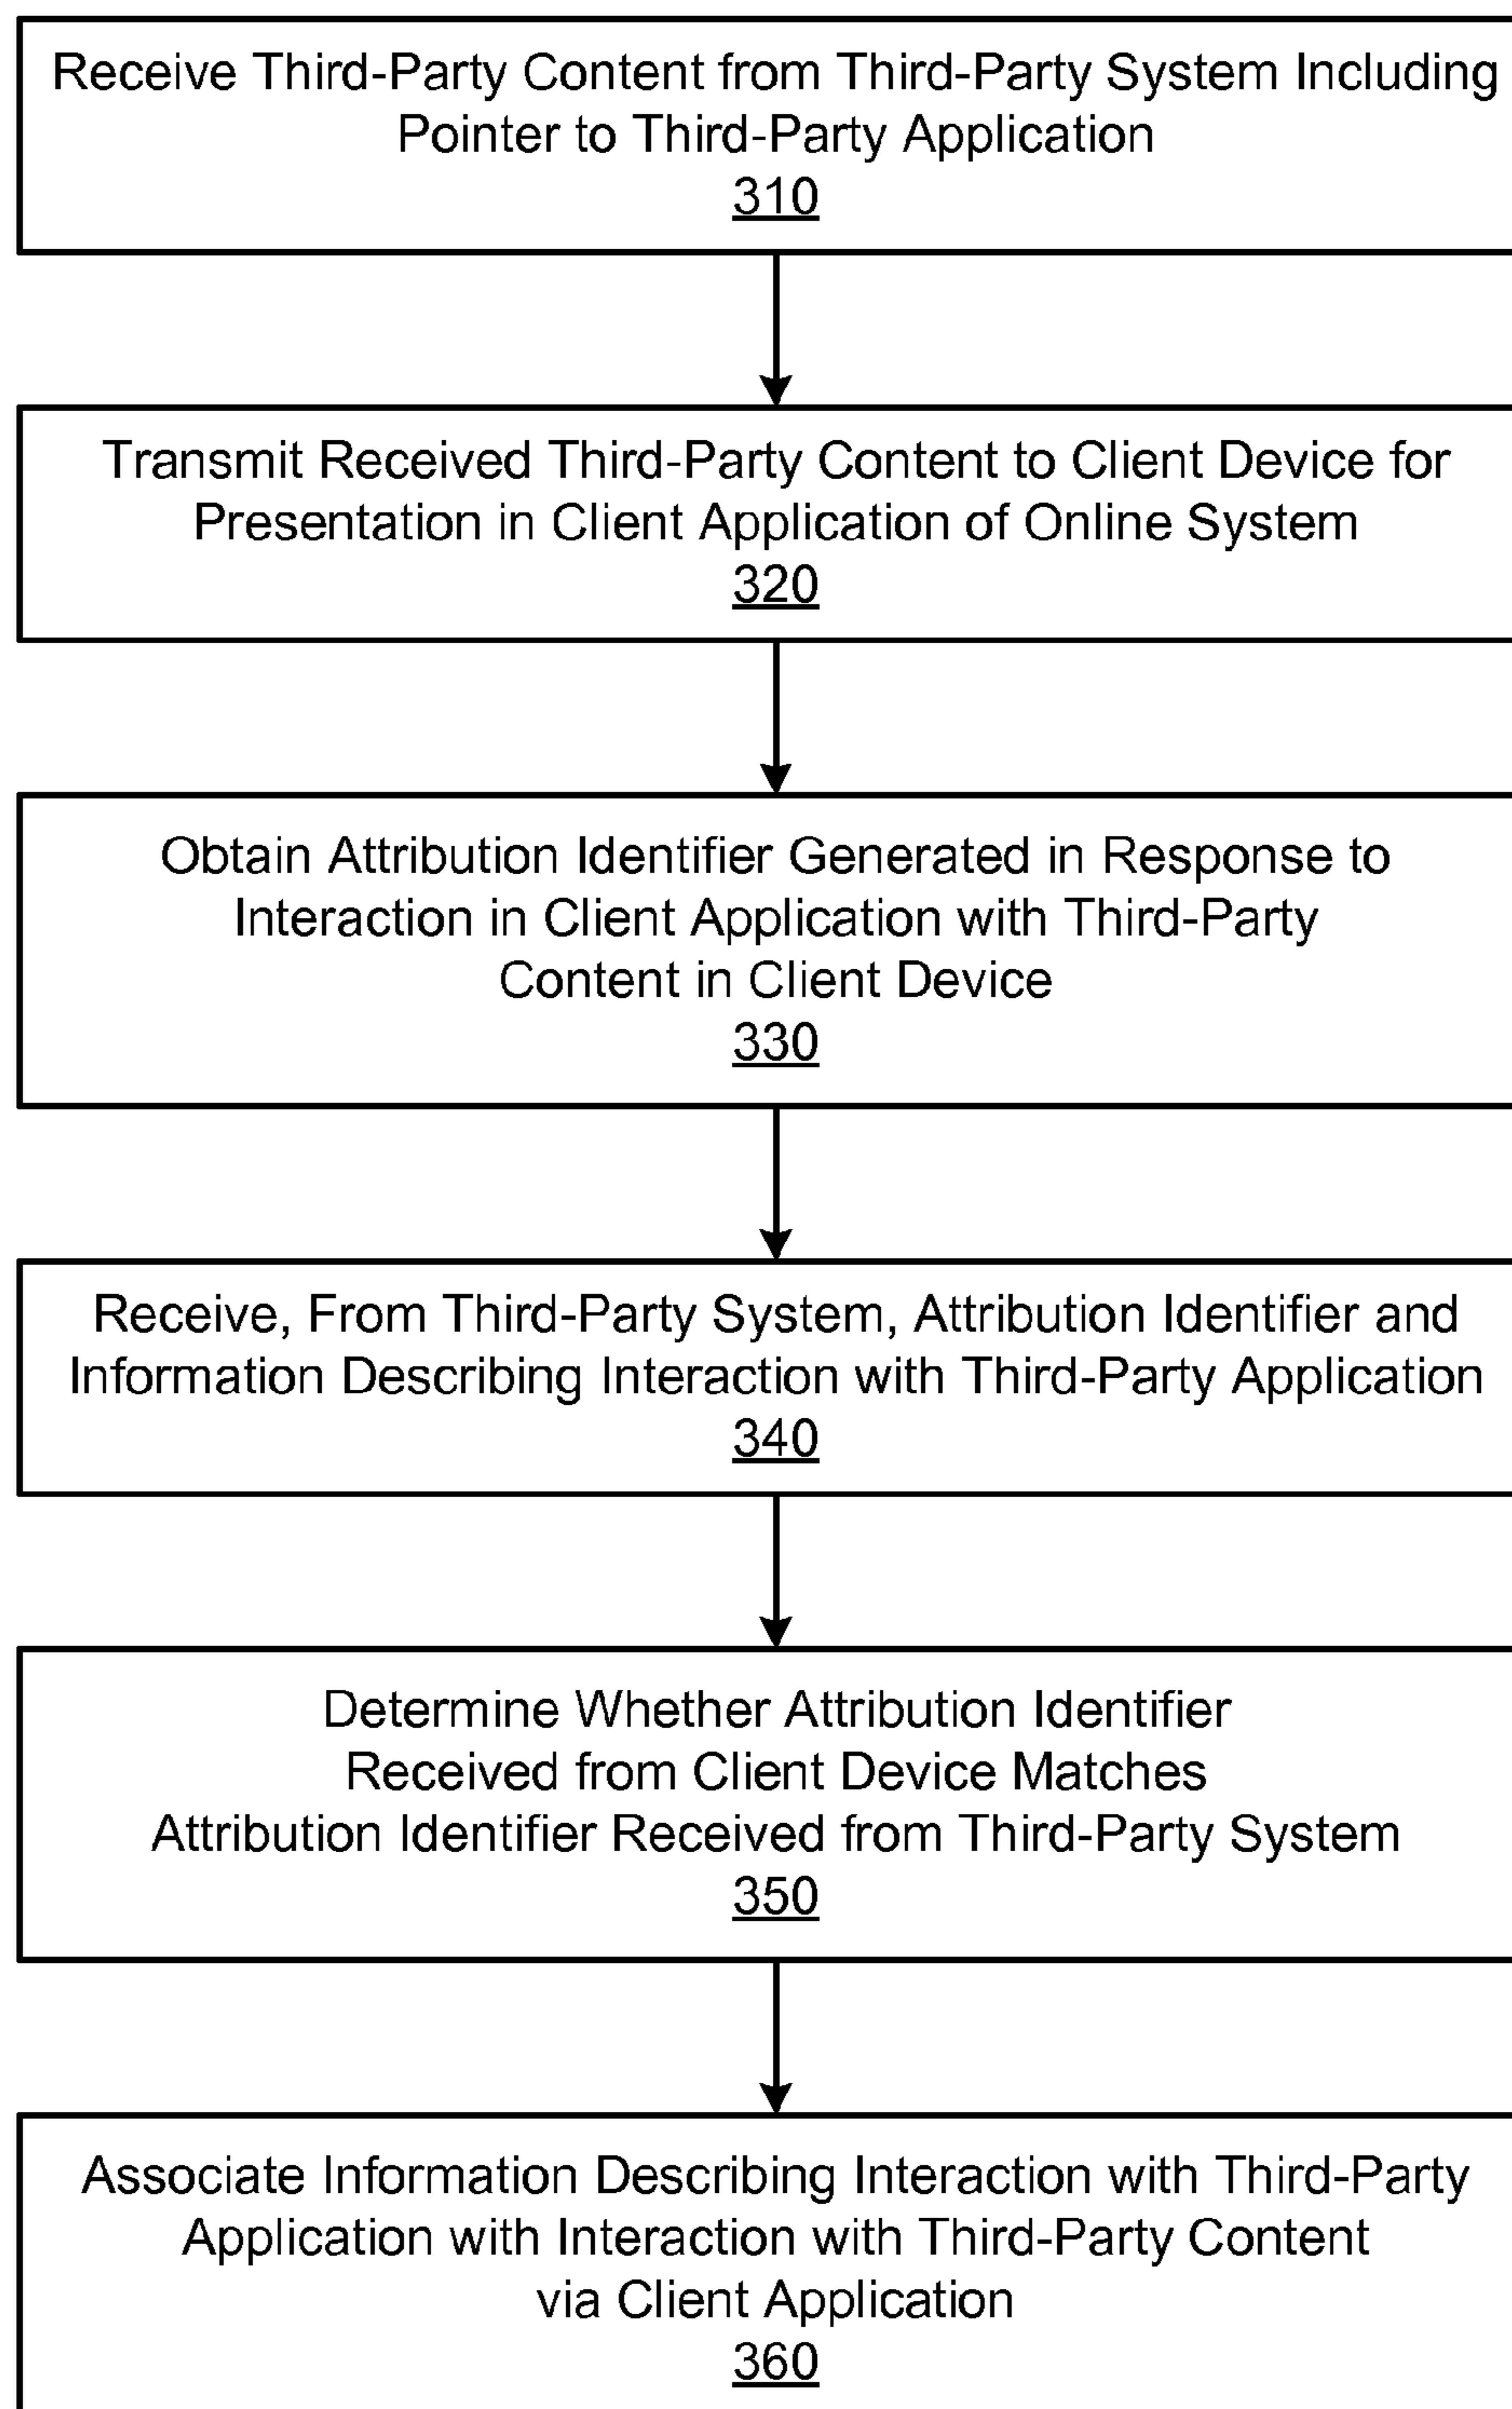 Receive Third-Party Content from Third-Party System Including
Pointer to Third-Party Application
310
Transmit Received Third-Party Content to Client Device for
Presentation in Client Application of Online System
320
Obtain Attribution Identifier Generated in Response to
Interaction in Client Application with Third-Party
Content in Client Device
330
Receive, From Third-Party System, Attribution Identifier and
Information Describing Interaction with Third-Party Application
340
Determine Whether Attribution Identifier
Received from Client Device Matches
Attribution Identifier Received from Third-Party System
350
Associate Information Describing Interaction with Third-Party
Application with Interaction with Third-Party Content
via Client Application
360